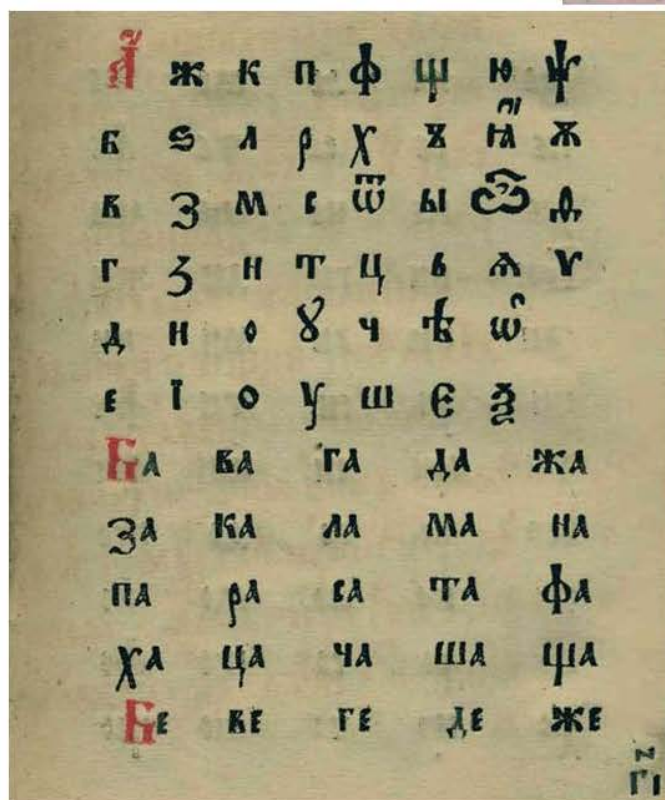 А҆ ж к п ф щ ю ѱ
б ѕ л р х ъ ꙗ ѫ
в з м с ѿ ы ѽ ѳ
г ꙁ н т ц ь ѧ ѵ
д и о ꙋ ч ѣ ѡ҆
е ї ѻ у ш є ѯ
Ба ва га да жа
за ка ла ма на
па ра са та фа
ха ца ча ша ща
Бе ве ге де же
гі